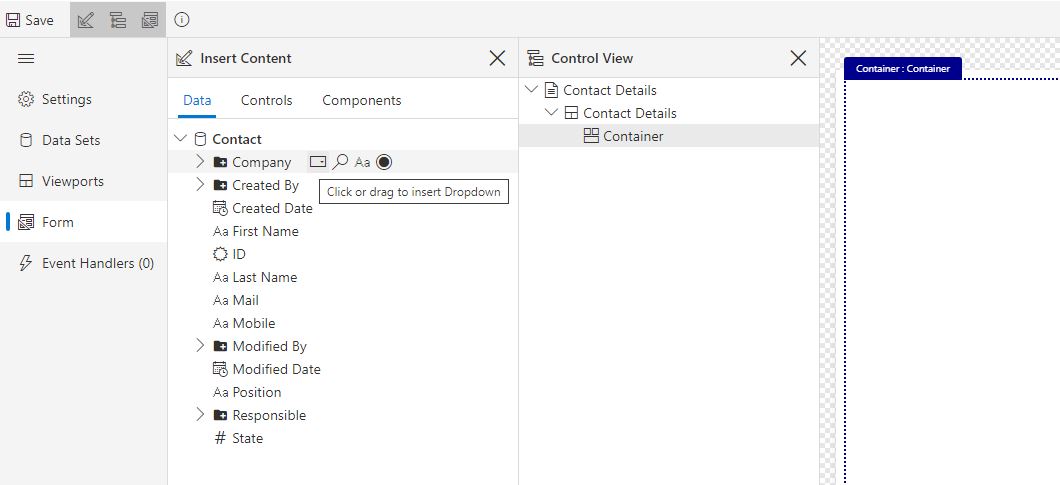 Save
Settings
Data Sets
Viewports
Form
Event Handlers (0)
Insert Content
Data Controls Components
Contact
Company Aa
Click or drag to insert Dropdown
Created By
Created Date
Aa First Name
ID
Aa Last Name
Aa Mail
Aa Mobile
Modified By
Modified Date
Aa Position
Responsible
# State
Control View
Contact Details
Contact Details
Container
Container : Container